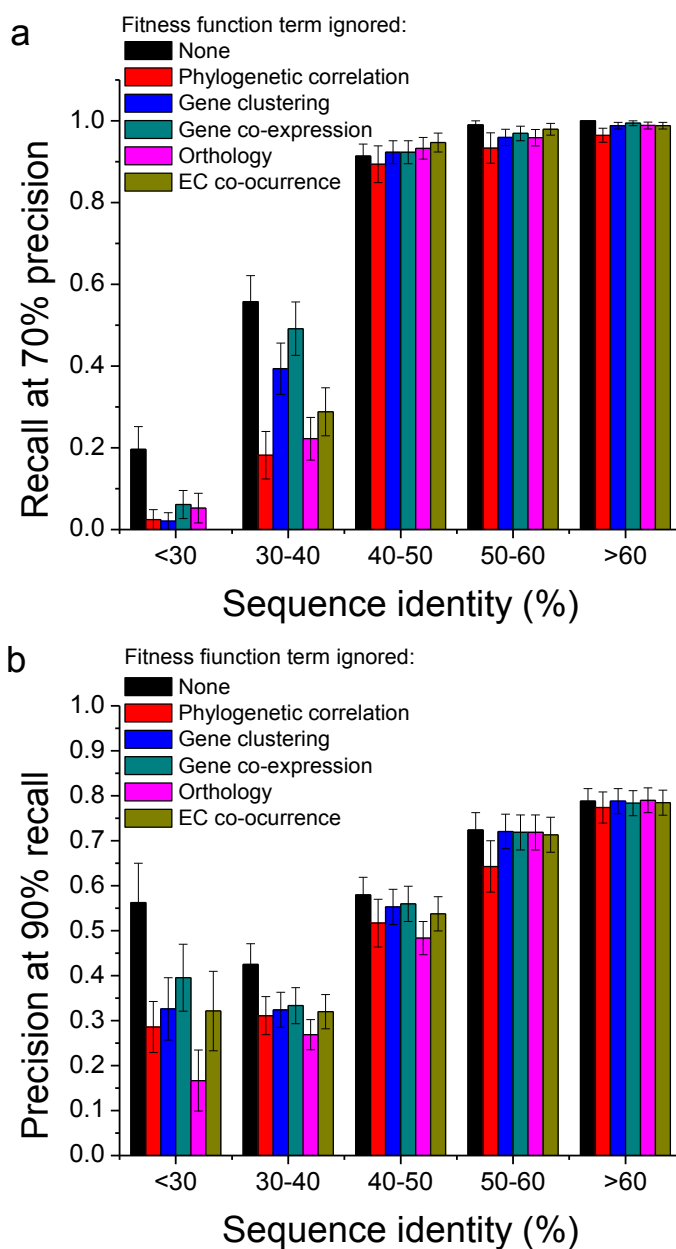 a
Fitness function term ignored:
None
Phylogenetic correlation
Gene clustering
Gene co-expression
Orthology
EC co-ocurrence
1.0
0.8
0.6
0.4
0.2
0.0
Recall at 70% precision
<30 30-40 40-50 50-60 >60
Sequence identity (%)
b
Fitness fiunction term ignored:
None
Phylogenetic correlation
Gene clustering
Gene co-expression
Orthology
EC co-ocurrence
1.0
0.9
0.8
0.7
0.6
0.5
0.4
0.3
0.2
0.1
0.0
Precision at 90% recall
<30 30-40 40-50 50-60 >60
Sequence identity (%)